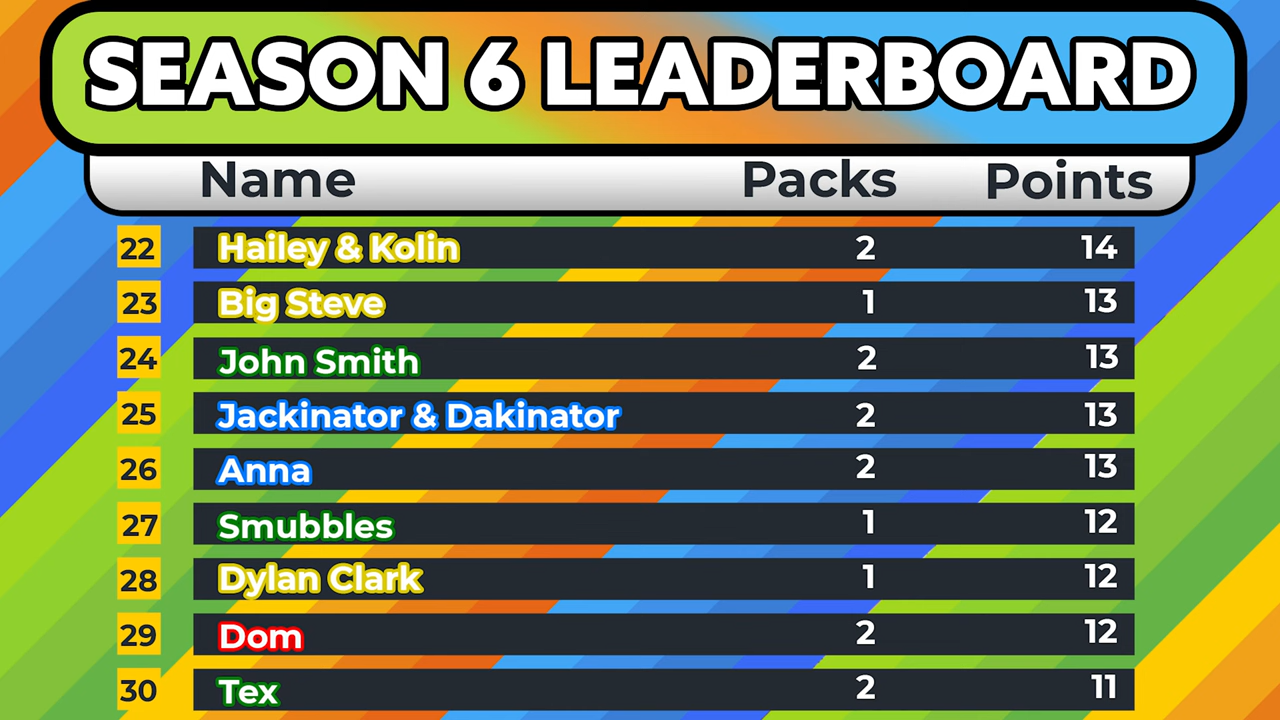 SEASON 6 LEADERBOARD
Name Packs Points
22 Hailey & Kolin 2 14
23 Big Steve 1 13
24 John Smith 2 13
25 Jackinator & Dakinator 2 13
26 Anna 2 13
27 Smubbles 1 12
28 Dylan Clark 1 12
29 Dom 2 12
30 Tex 2 11